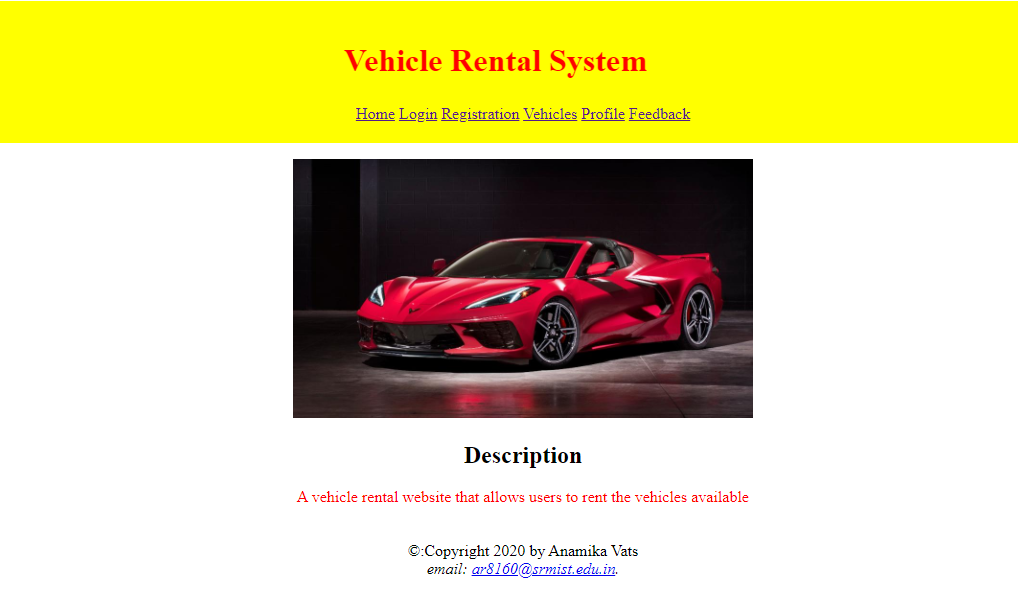 Vehicle Rental System
Home Login Registration Vehicles Profile Feedback
Description
A vehicle rental website that allows users to rent the vehicles available
©:Copyright 2020 by Anamika Vats
email: ar8160@srmist.edu.in.